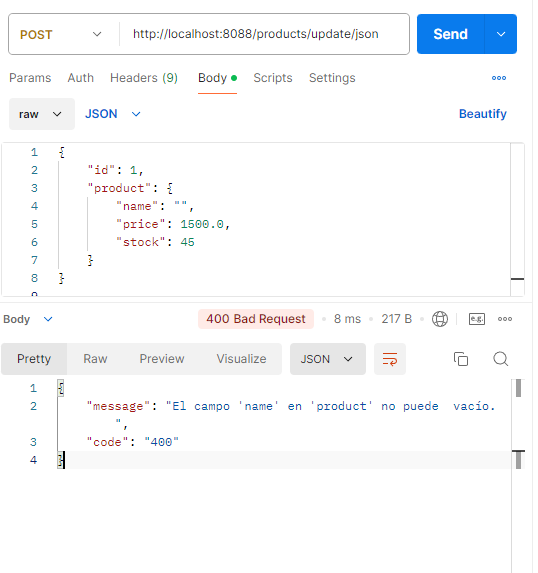 POST http://localhost:8088/products/update/json Send
Params Auth Headers (9) Body Scripts Settings
raw JSON Beautify
1 {
2 "id": 1,
3 "product": {
4 "name": "",
5 "price": 1500.0,
6 "stock": 45
7 }
8 }
9
Body 400 Bad Request 8 ms 217 B e.g.
Pretty Raw Preview Visualize JSON
1 {
2 "message": "El campo 'name' en 'product' no puede  vacío.
",
3 "code": "400"
4 }